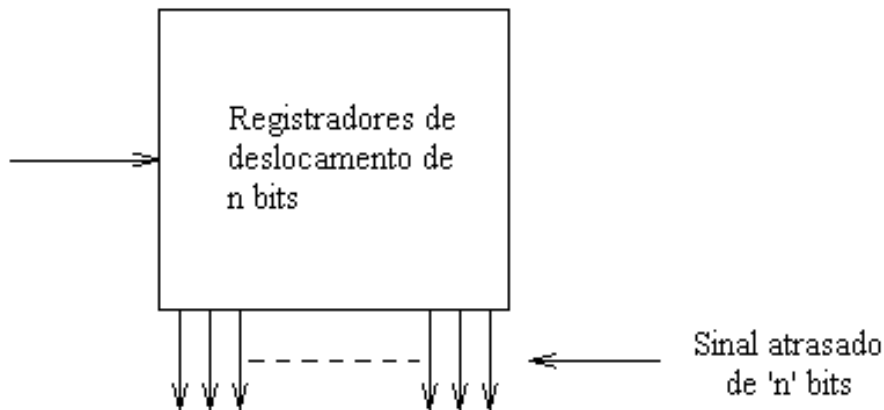 Registradores de
deslocamento de
n bits
Sinal atrasado
de 'n' bits